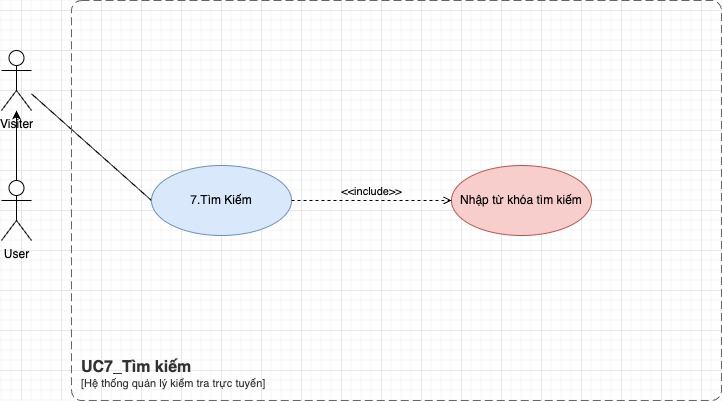 Visiter
User
7.Tìm Kiếm
<<include>>
Nhập từ khóa tìm kiếm
UC7_Tìm kiếm
[Hệ thống quản lý kiểm tra trực tuyến]